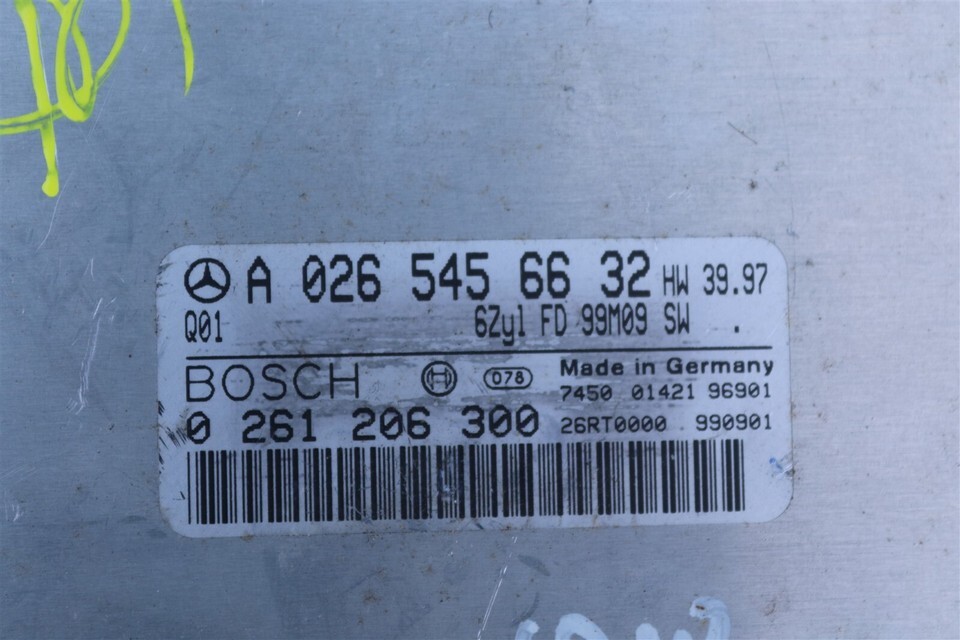 A 026 545 66 32 HW 39.97
Q01 6Zyl FD 99M09 SW .
BOSCH 078 Made in Germany
7450 01421 96901
0 261 206 300 26RT0000 990901